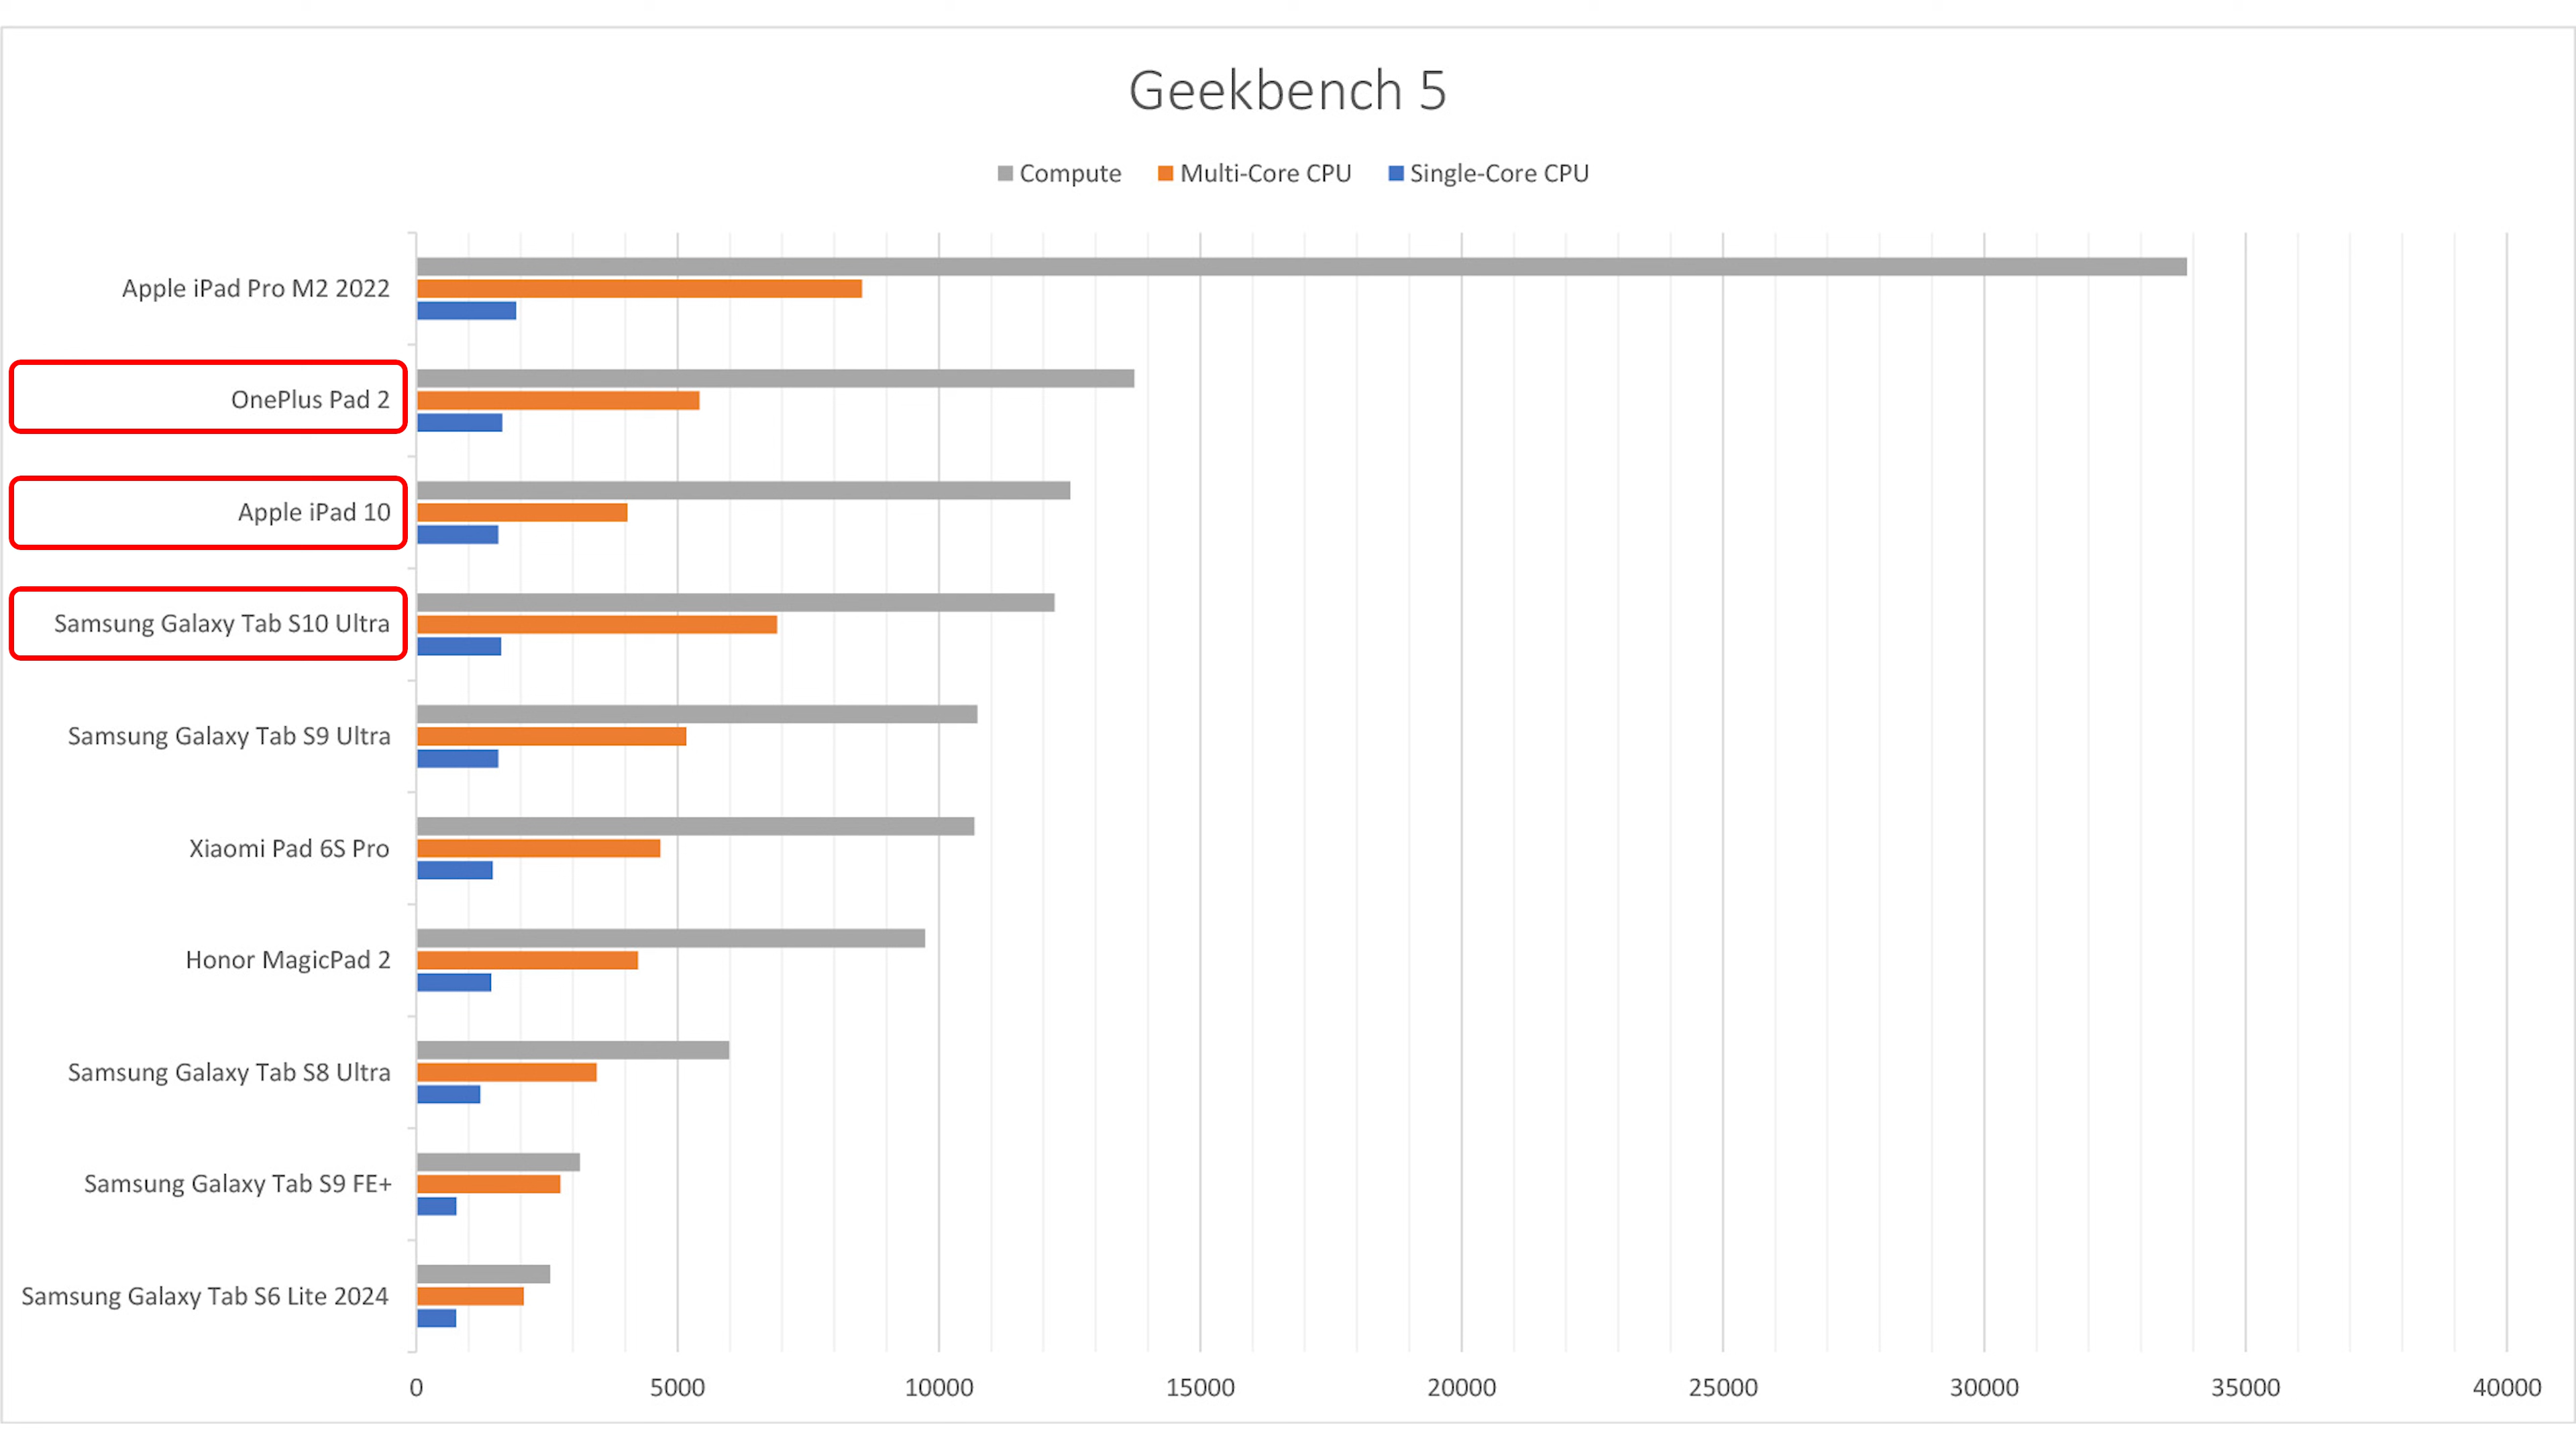 Geekbench 5
Compute Multi-Core CPU Single-Core CPU
Apple iPad Pro M2 2022
OnePlus Pad 2
Apple iPad 10
Samsung Galaxy Tab S10 Ultra
Samsung Galaxy Tab S9 Ultra
Xiaomi Pad 6S Pro
Honor MagicPad 2
Samsung Galaxy Tab S8 Ultra
Samsung Galaxy Tab S9 FE+
Samsung Galaxy Tab S6 Lite 2024
0 5000 10000 15000 20000 25000 30000 35000 40000